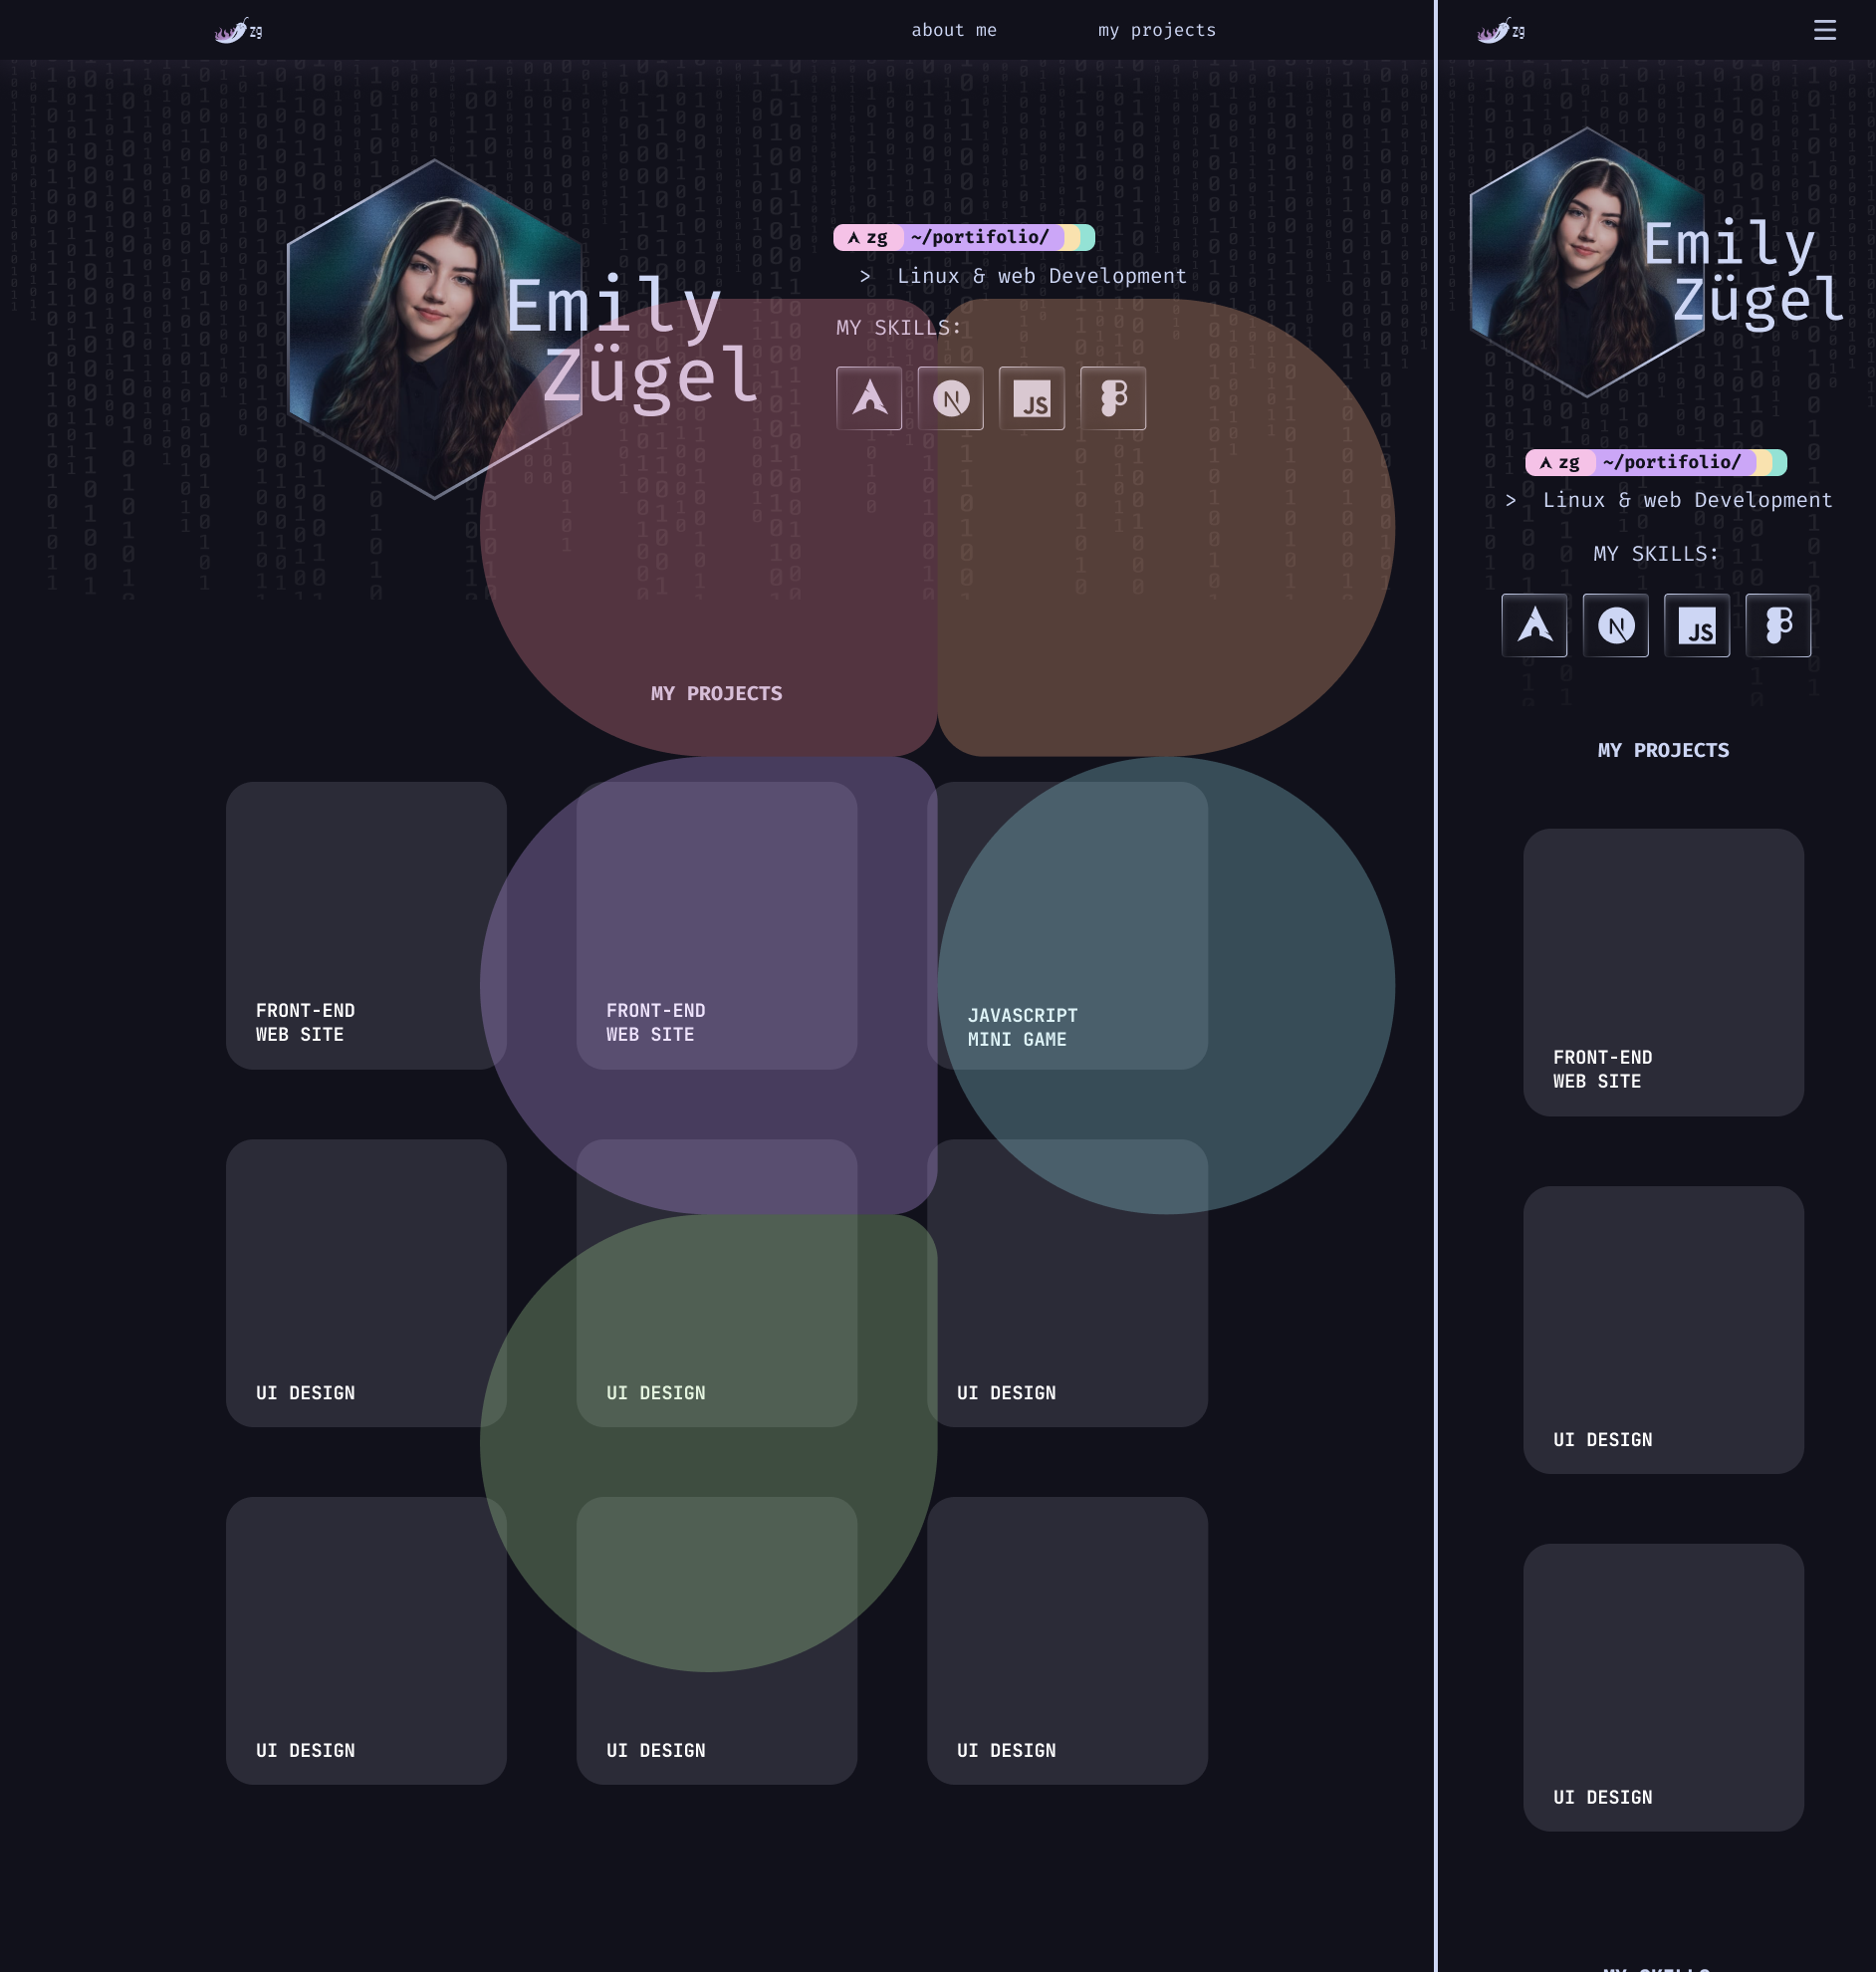 zg
about me
my projects
Emily
Zügel
zg ~/portifolio/
> Linux & web Development
MY SKILLS:
N
JS
MY PROJECTS
FRONT-END
WEB SITE
FRONT-END
WEB SITE
JAVASCRIPT
MINI GAME
UI DESIGN
UI DESIGN
UI DESIGN
UI DESIGN
UI DESIGN
UI DESIGN
zg
Emily
Zügel
zg ~/portifolio/
> Linux & web Development
MY SKILLS:
N
JS
MY PROJECTS
FRONT-END
WEB SITE
UI DESIGN
UI DESIGN